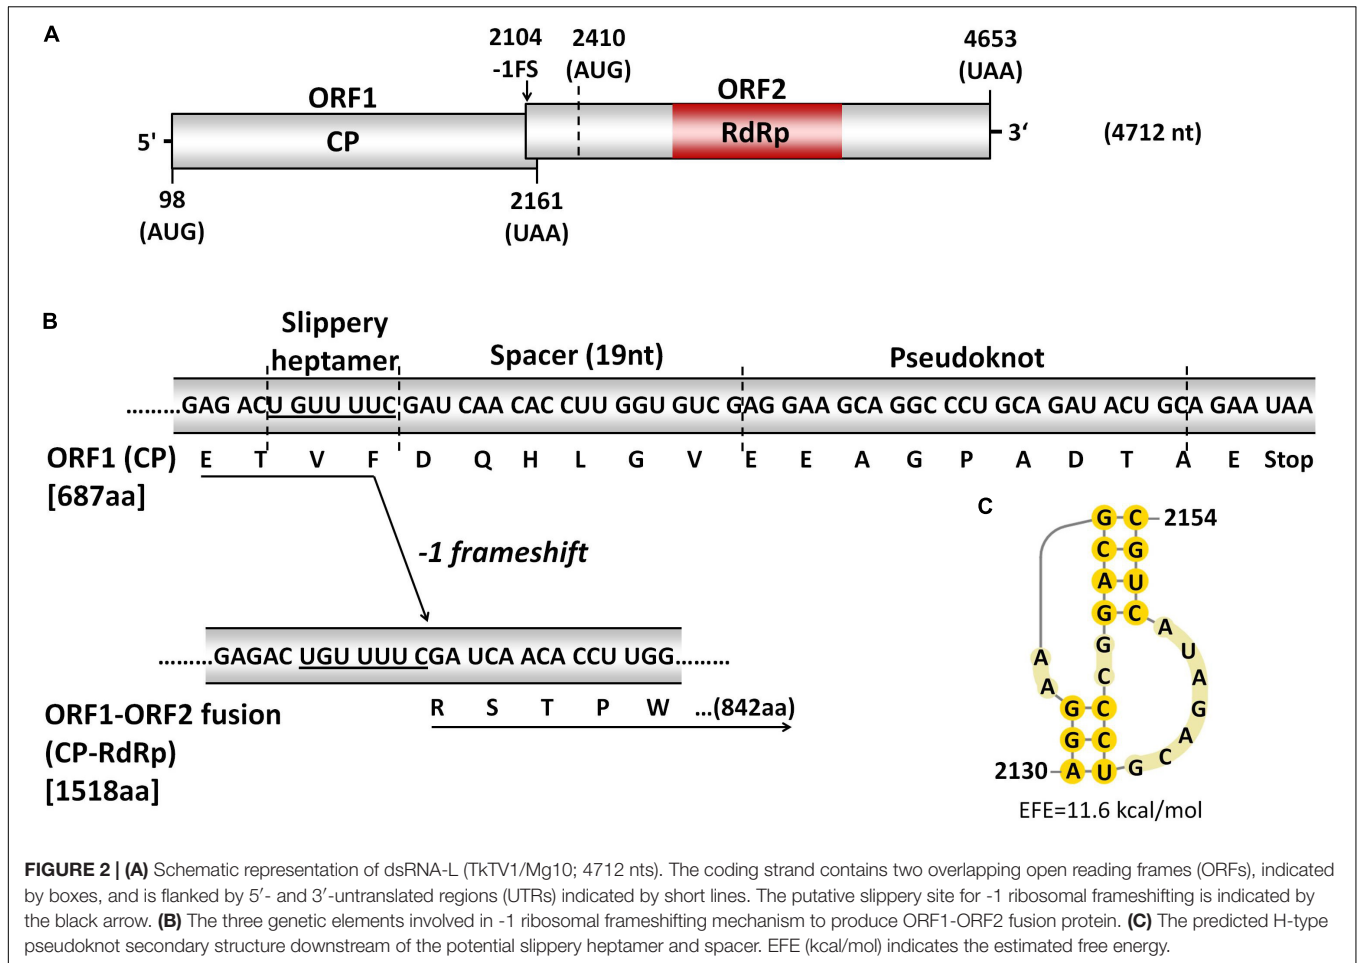 A
2104
-1FS
2410
(AUG)
4653
(UAA)
ORF1
ORF2
5'
CP
RdRp
3‘
(4712 nt)
98
(AUG)
2161
(UAA)
B
Slippery
heptamer
Spacer (19nt)
Pseudoknot
.........GAG ACU GUU UUC GAU CAA CAC CUU GGU GUC GAG GAA GCA GGC CCU GCA GAU ACU GCA GAA UAA
ORF1 (CP) E T V F D Q H L G V E E A G P A D T A E Stop
[687aa]
-1 frameshift
.........GAGAC UGU UUU CGA UCA ACA CCU UGG.........
R S T P W ...(842aa)
ORF1-ORF2 fusion
(CP-RdRp)
[1518aa]
C
G C 2154
C G
A U
G C
G A
C U
A A
A G
G C G
G C A
2130 A U G C
EFE=11.6 kcal/mol
FIGURE 2 | (A) Schematic representation of dsRNA-L (TkTV1/Mg10; 4712 nts). The coding strand contains two overlapping open reading frames (ORFs), indicated
by boxes, and is flanked by 5′- and 3′-untranslated regions (UTRs) indicated by short lines. The putative slippery site for -1 ribosomal frameshifting is indicated by
the black arrow. (B) The three genetic elements involved in -1 ribosomal frameshifting mechanism to produce ORF1-ORF2 fusion protein. (C) The predicted H-type
pseudoknot secondary structure downstream of the potential slippery heptamer and spacer. EFE (kcal/mol) indicates the estimated free energy.